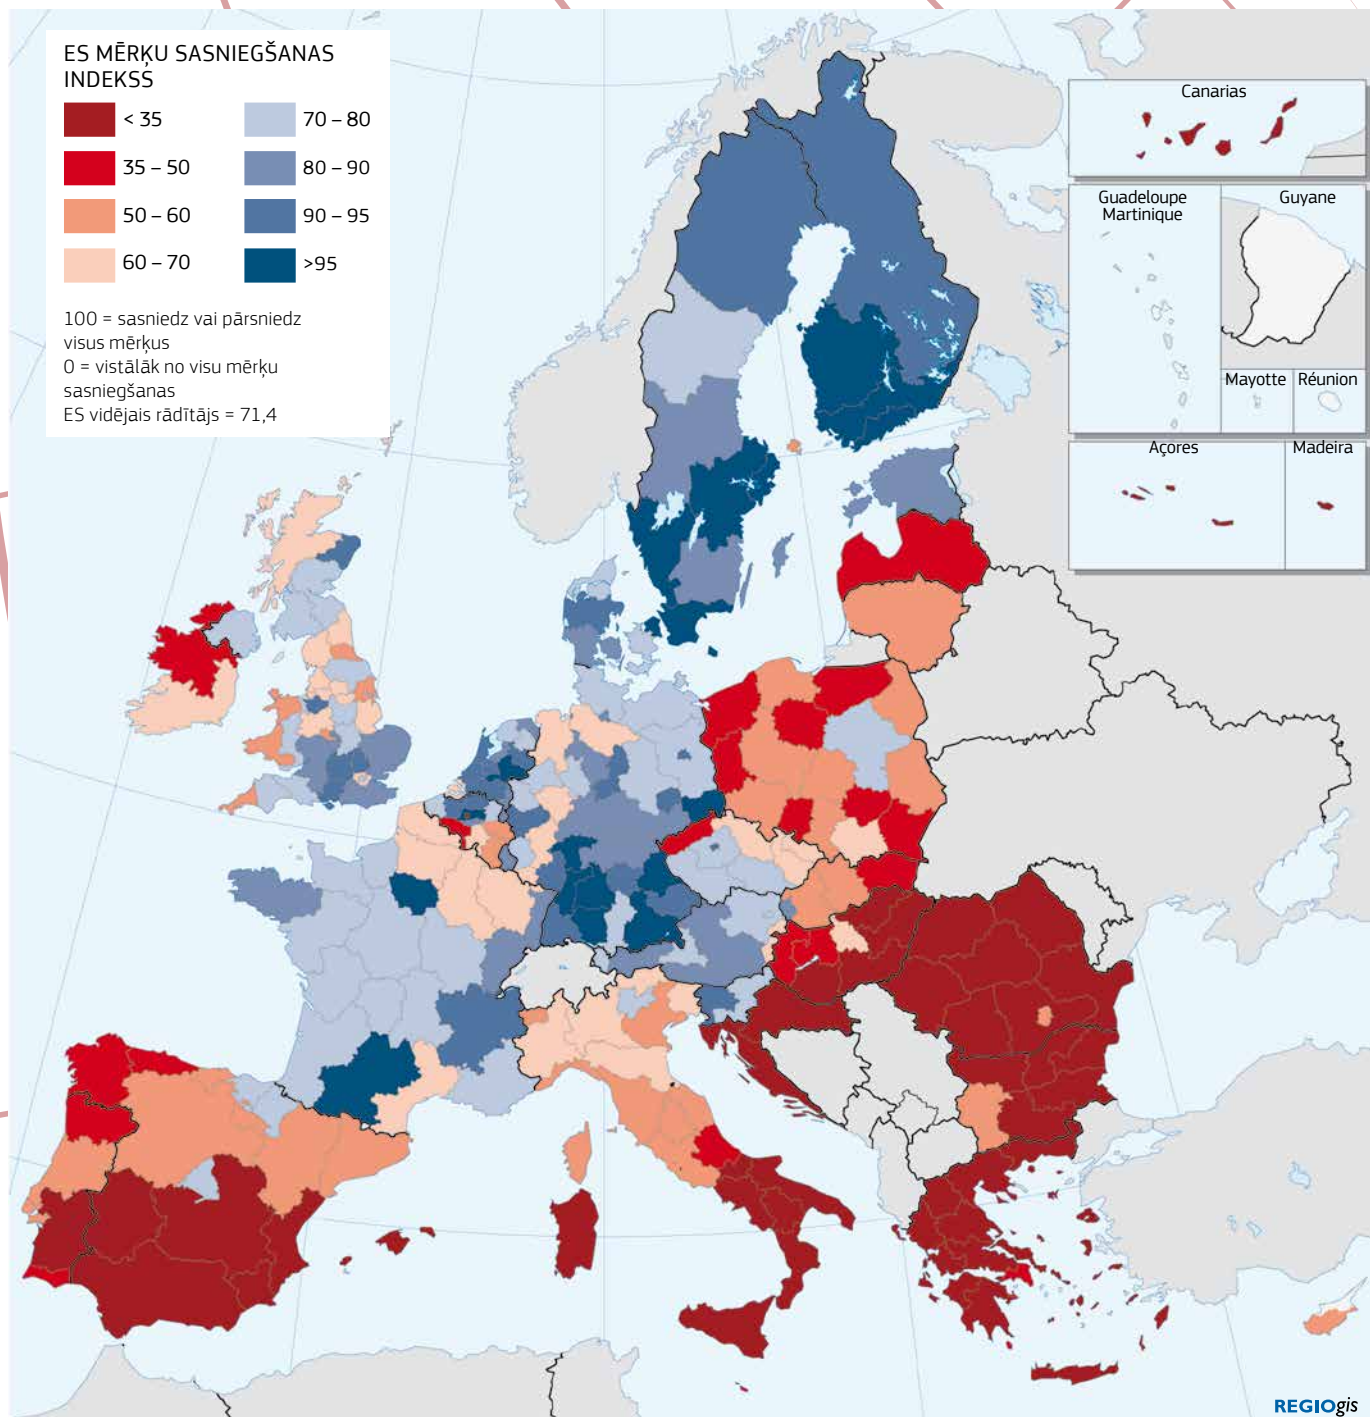 ES MĒRĶU SASNIEGŠANAS
INDEKSS
< 35
35 – 50
50 – 60
60 – 70
70 – 80
80 – 90
90 – 95
>95
100 = sasniedz vai pārsniedz
visus mērķus
0 = vistālāk no visu mērķu
sasniegšanas
ES vidējais rādītājs = 71,4
Canarias
Guadeloupe
Martinique
Guyane
Mayotte
Réunion
Açores
Madeira
REGIOgis